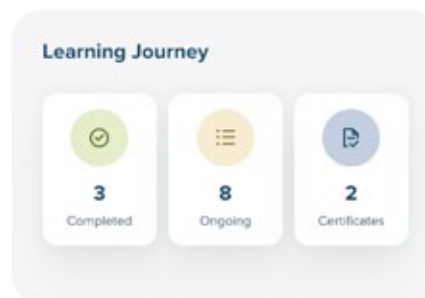 Learning Journey
3
Completed
8
Ongoing
2
Certificates